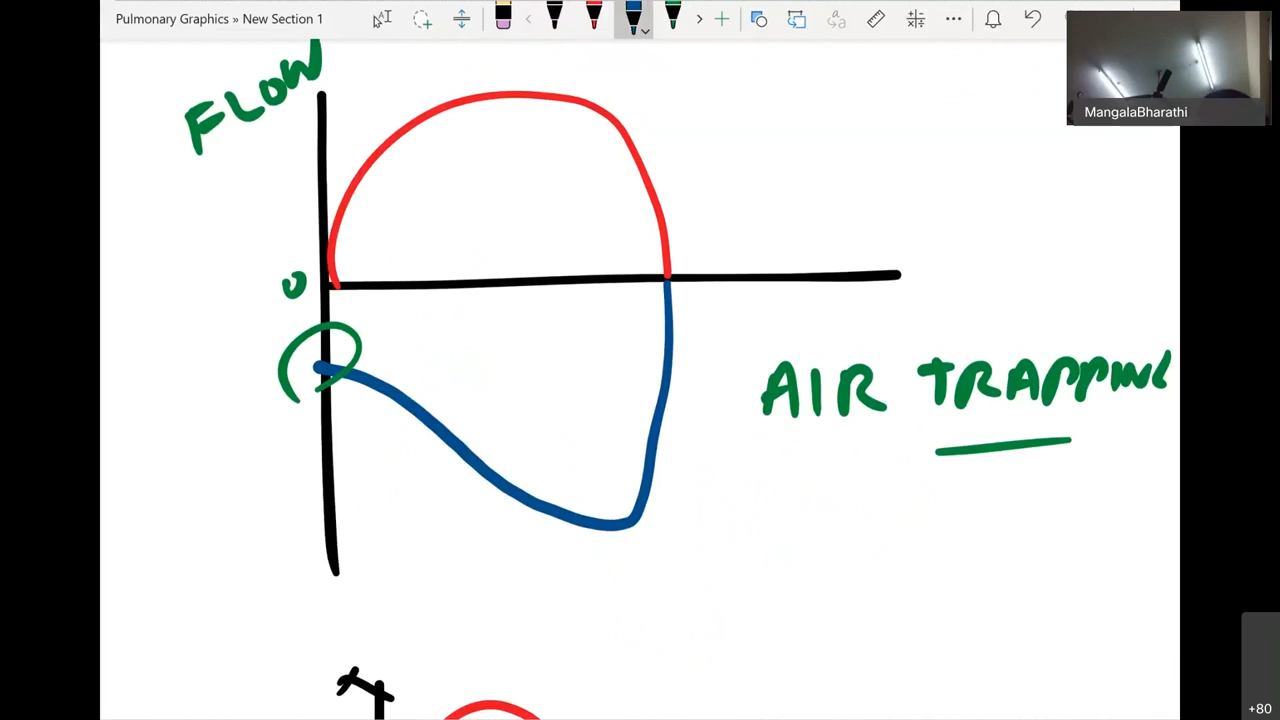 Pulmonary Graphics » New Section 1
MangalaBharathi
FLOW
0
AIR TRAPPING
+80